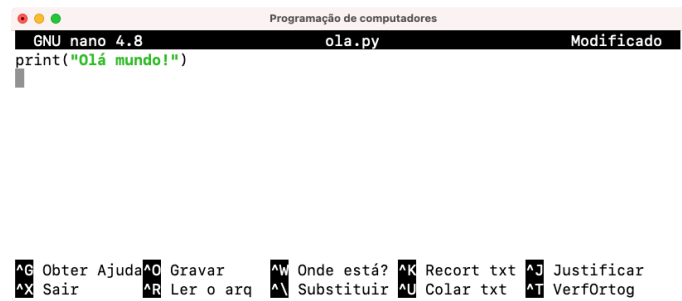 Programação de computadores
GNU nano 4.8 ola.py Modificado
print("Olá mundo!")
^G Obter Ajuda ^O Gravar ^W Onde está? ^K Recort txt ^J Justificar
^X Sair ^R Ler o arq ^\ Substituir ^U Colar txt ^T VerfOrtog